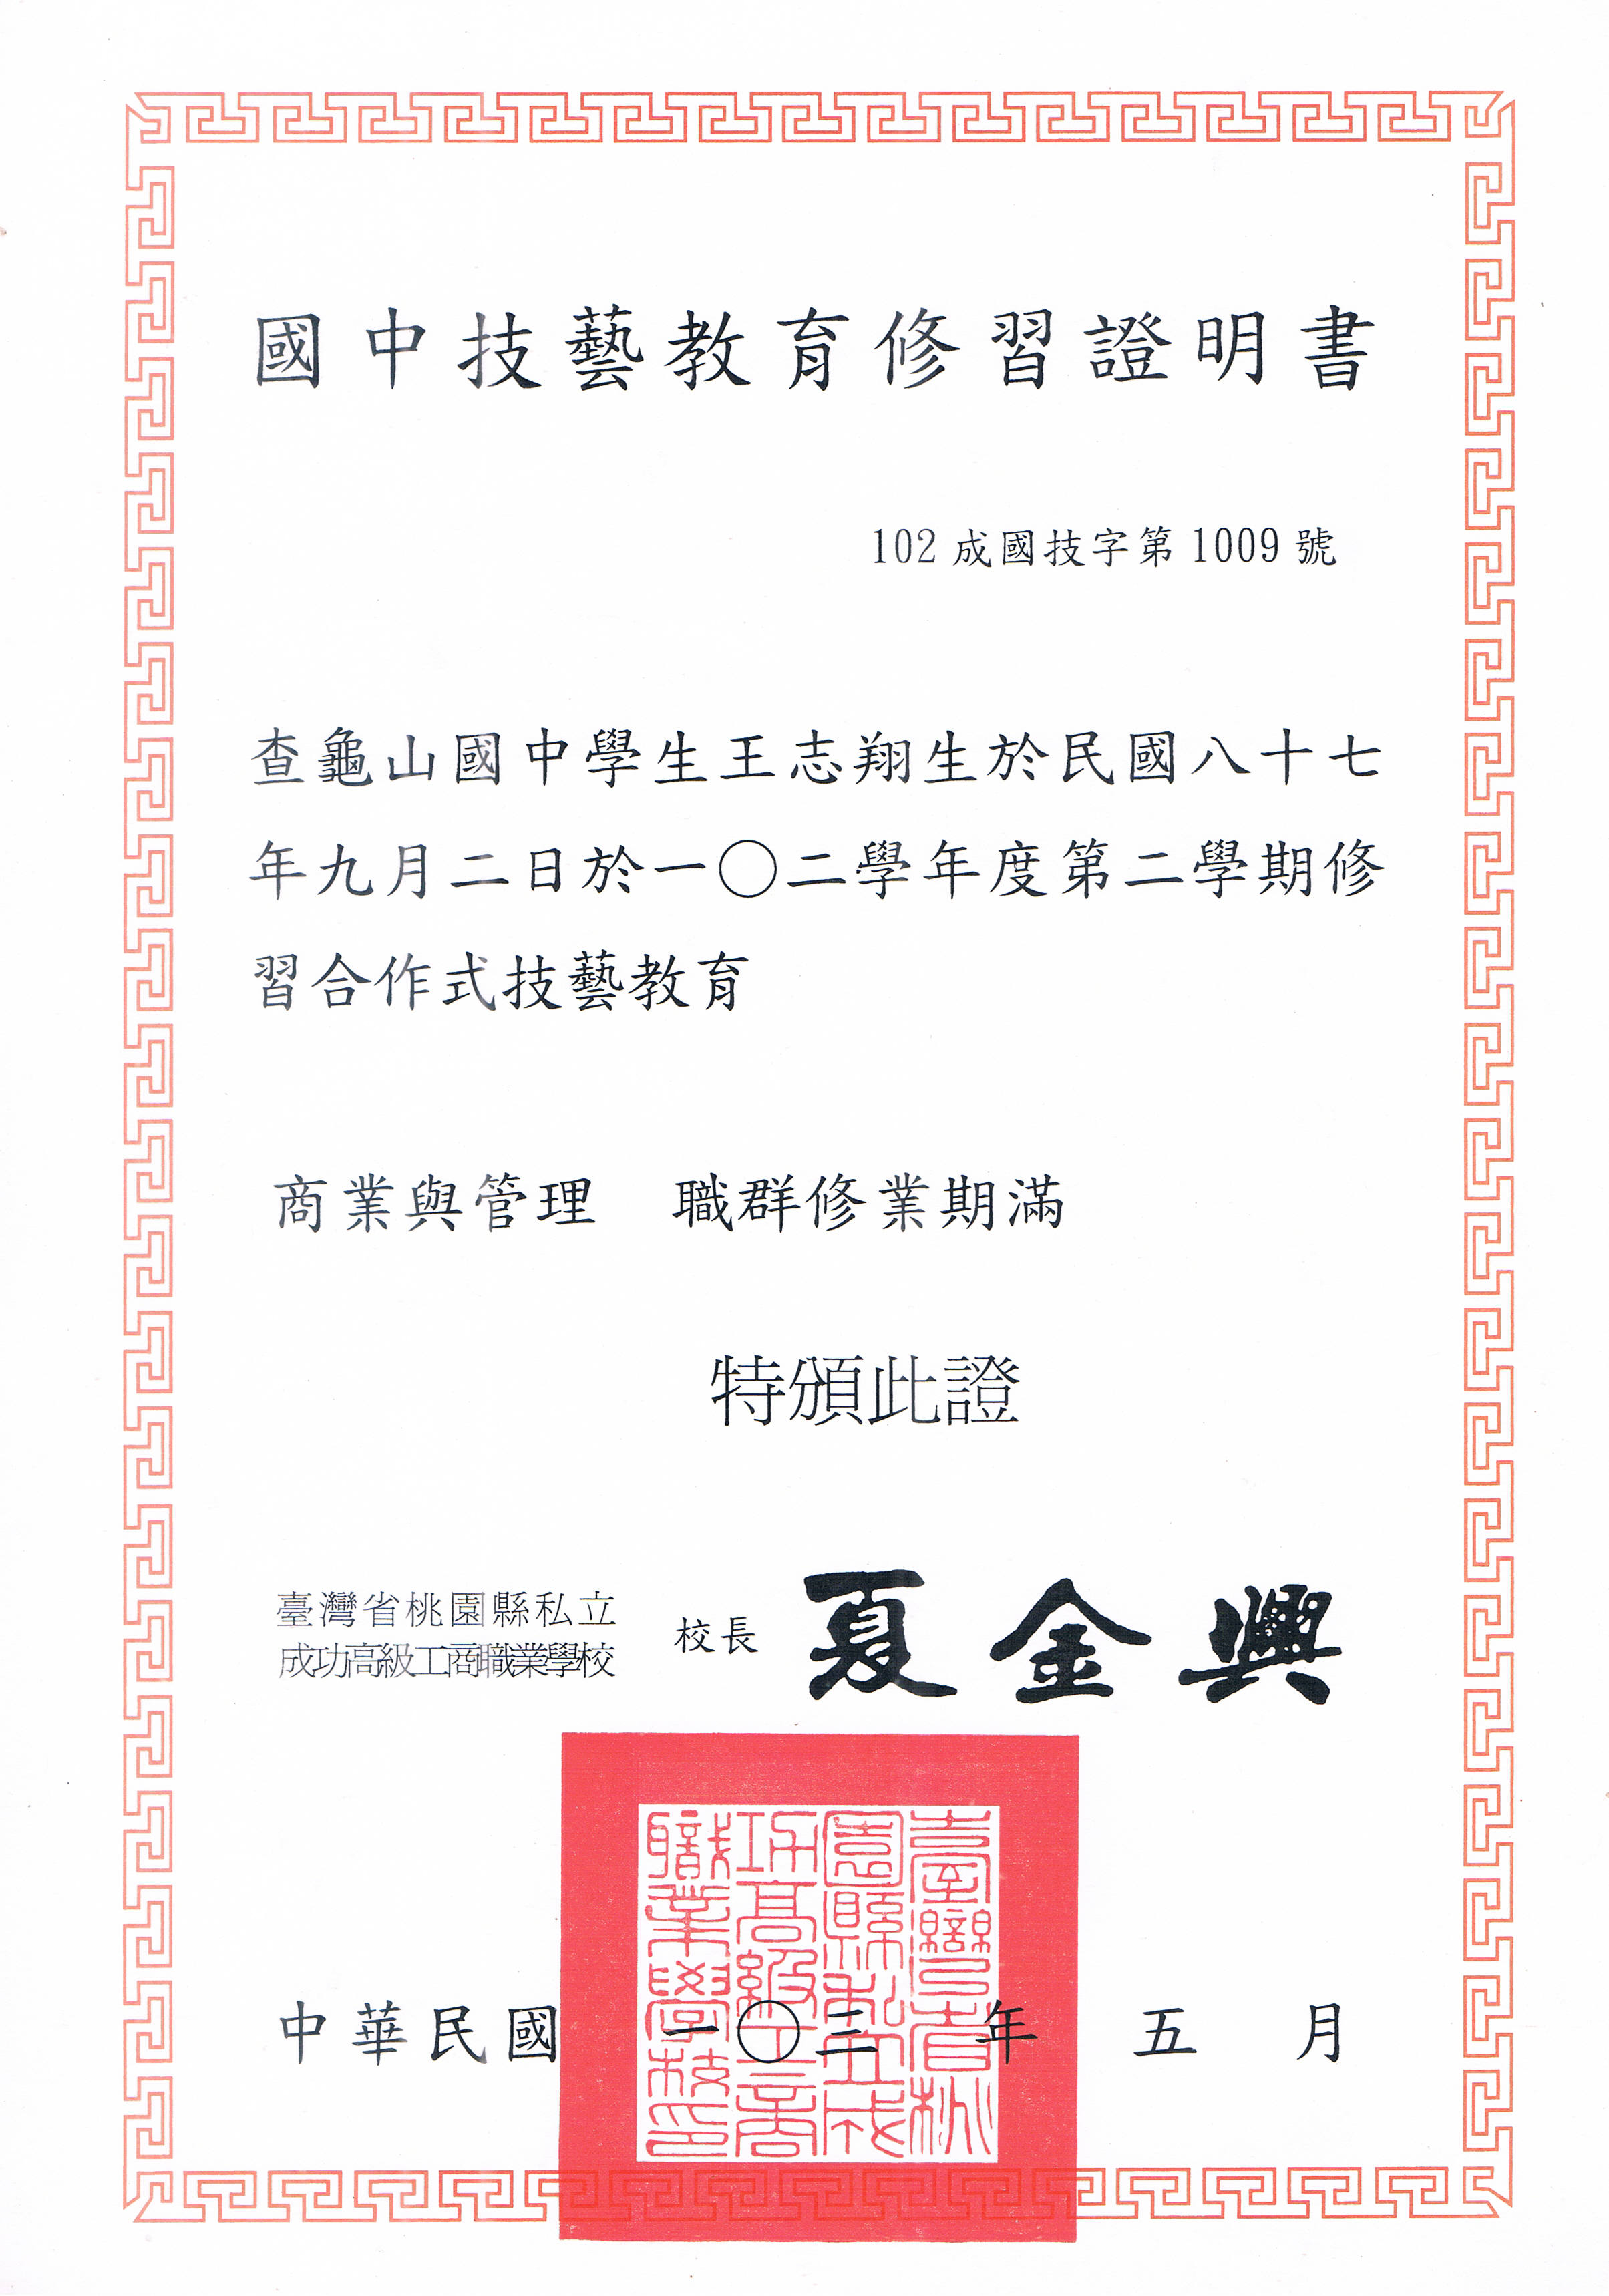 國中技藝教育修習證明書
102成國技字第1009號
查龜山國中學生王志翔生於民國八十七
年九月二日於一〇二學年度第二學期修
習合作式技藝教育
商業與管理 職群修業期滿
特頒此證
臺灣省桃園縣私立
成功高級工商職業學校
校長 夏金興
臺灣省桃
園縣私立成
功高級工商
職業學校印
中華民國 一〇三 年 五 月